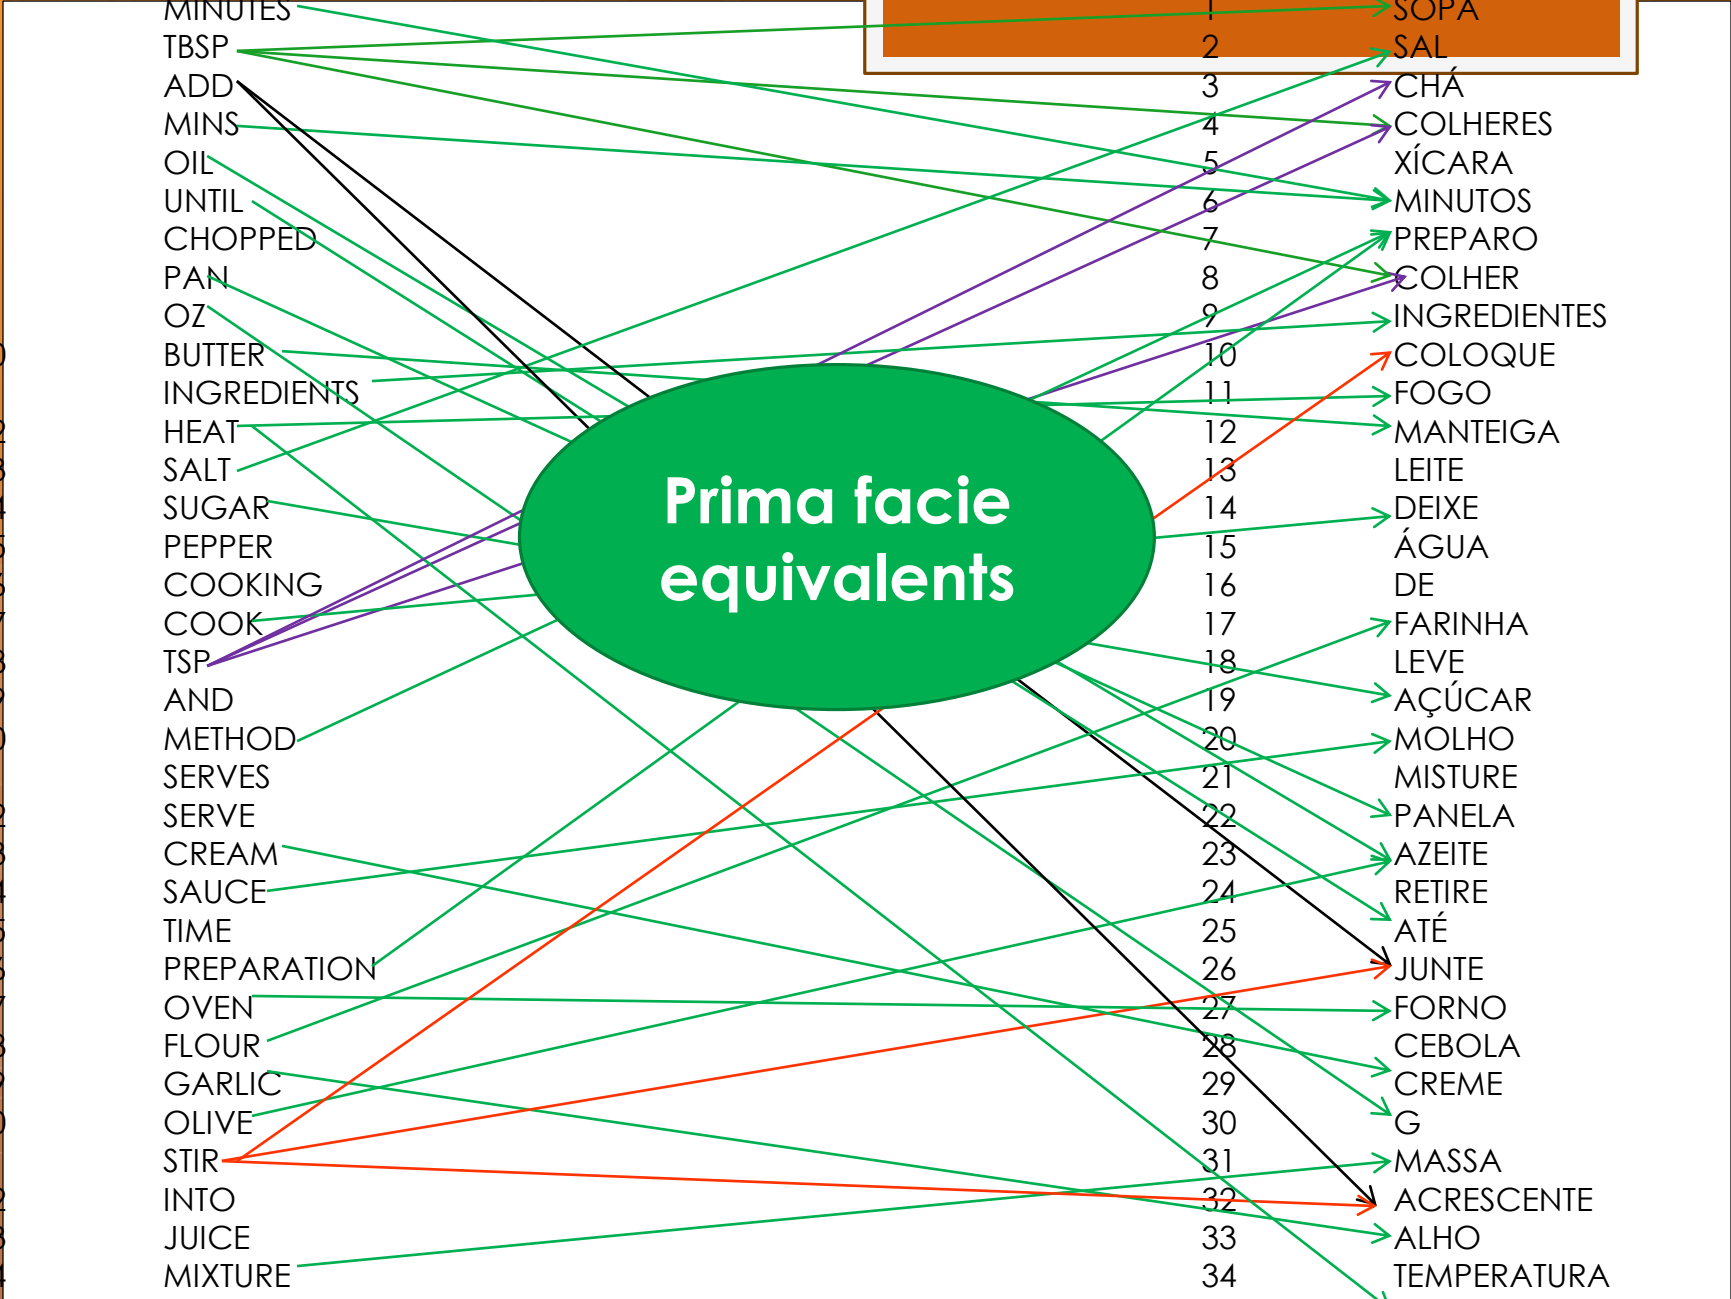 MINUTES 1 SOPA
TBSP 2 SAL
ADD 3 CHÁ
MINS 4 COLHERES
OIL 5 XÍCARA
UNTIL 6 MINUTOS
CHOPPED 7 PREPARO
PAN 8 COLHER
OZ 9 INGREDIENTES
BUTTER 10 COLOQUE
INGREDIENTS 11 FOGO
HEAT 12 MANTEIGA
SALT 13 LEITE
SUGAR 14 DEIXE
PEPPER 15 ÁGUA
COOKING 16 DE
COOK 17 FARINHA
TSP 18 LEVE
AND 19 AÇÚCAR
METHOD 20 MOLHO
SERVES 21 MISTURE
SERVE 22 PANELA
CREAM 23 AZEITE
SAUCE 24 RETIRE
TIME 25 ATÉ
PREPARATION 26 JUNTE
OVEN 27 FORNO
FLOUR 28 CEBOLA
GARLIC 29 CREME
OLIVE 30 G
STIR 31 MASSA
INTO 32 ACRESCENTE
JUICE 33 ALHO
MIXTURE 34 TEMPERATURA
Prima facie
equivalents